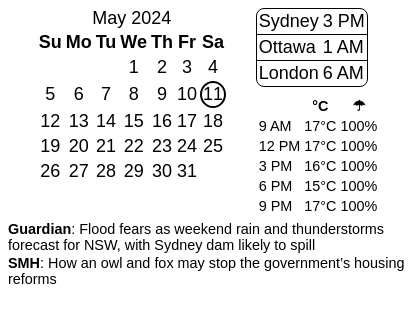 May 2024
Su Mo Tu We Th Fr Sa
1 2 3 4
5 6 7 8 9 10 11
12 13 14 15 16 17 18
19 20 21 22 23 24 25
26 27 28 29 30 31
Sydney 3 PM
Ottawa 1 AM
London 6 AM
°C ☂
9 AM 17°C 100%
12 PM 17°C 100%
3 PM 16°C 100%
6 PM 15°C 100%
9 PM 17°C 100%
Guardian: Flood fears as weekend rain and thunderstorms
forecast for NSW, with Sydney dam likely to spill
SMH: How an owl and fox may stop the government's housing
reforms